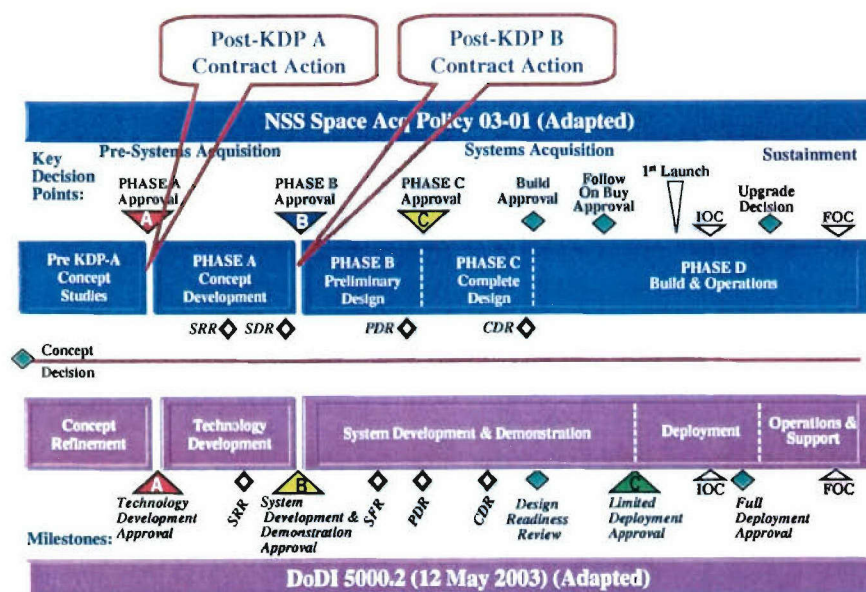 Post-KDP A
Contract Action
Post-KDP B
Contract Action
NSS Space Acq Policy 03-01 (Adapted)
Key
Decision
Points:
Pre-Systems Acquisition
Systems Acquisition
Sustainment
PHASE A
Approval
A
PHASE B
Approval
B
PHASE C
Approval
C
Build
Approval
Follow
On Buy
Approval
1st Launch
IOC
Upgrade
Decision
FOC
Pre KDP-A
Concept
Studies
PHASE A
Concept
Development
PHASE B
Preliminary
Design
PHASE C
Complete
Design
PHASE D
Build & Operations
SRR
SDR
PDR
CDR
Concept
Decision
Concept
Refinement
Technology
Development
System Development & Demonstration
Deployment
Operations &
Support
A
Technology
Development
Approval
SRR
B
System
Development &
Demonstration
Approval
SFR
PDR
CDR
Design
Readiness
Review
C
Limited
Deployment
Approval
IOC
Full
Deployment
Approval
FOC
Milestones:
DoDI 5000.2 (12 May 2003) (Adapted)